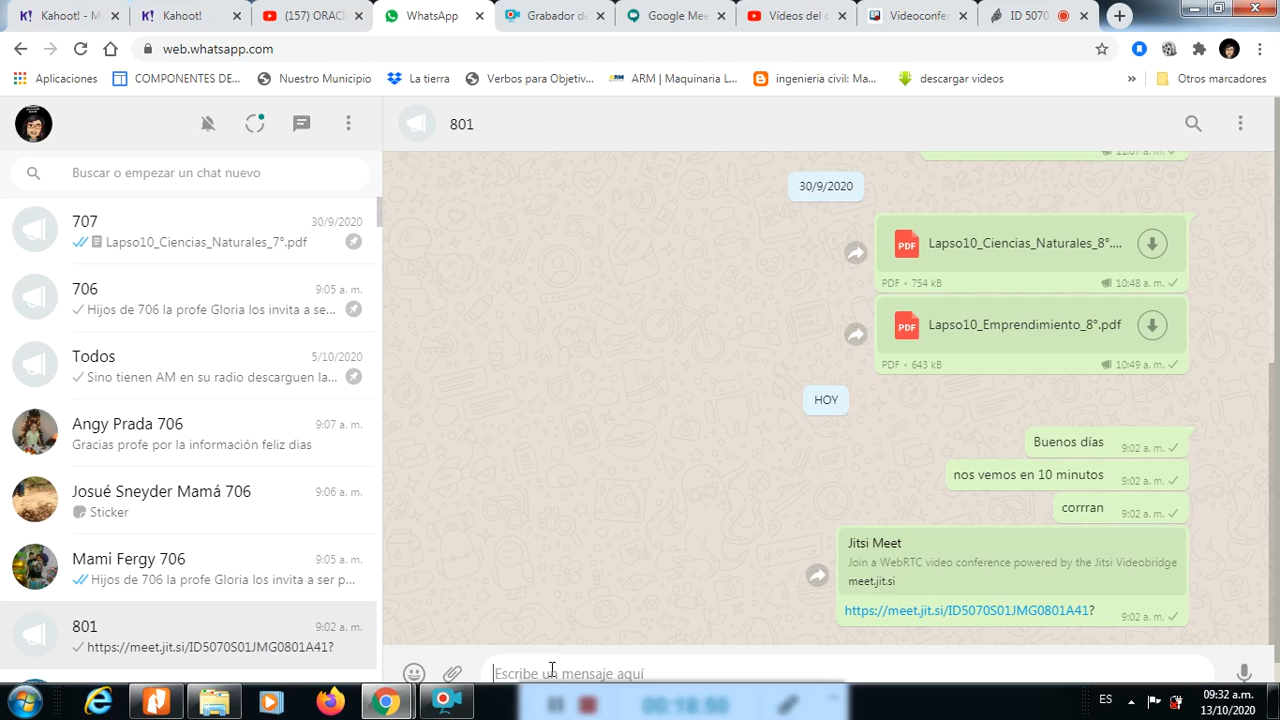 Kahoot! - M
Kahoot!
(157) ORACI
WhatsApp
Grabador de
Google Mee
Vídeos del c
Videoconfer
ID 5070
web.whatsapp.com
Aplicaciones
COMPONENTES DE...
Nuestro Municipio
La tierra
Verbos para Objetiv...
ARM | Maquinaria L...
ingenieria civil: Ma...
descargar videos
»
Otros marcadores
801
Buscar o empezar un chat nuevo
707
30/9/2020
Lapso10_Ciencias_Naturales_7°.pdf
706
9:05 a. m.
Hijos de 706 la profe Gloria los invita a se...
Todos
5/10/2020
Sino tienen AM en su radio descarguen la...
Angy Prada 706
9:07 a. m.
Gracias profe por la información feliz dias
Josué Sneyder Mamá 706
9:06 a. m.
Sticker
Mami Fergy 706
9:05 a. m.
Hijos de 706 la profe Gloria los invita a ser p...
801
9:02 a. m.
https://meet.jit.si/ID5070S01JMG0801A41?
30/9/2020
PDF
Lapso10_Ciencias_Naturales_8°....
PDF • 754 kB
10:48 a. m.
PDF
Lapso10_Emprendimiento_8°.pdf
PDF • 643 kB
10:49 a. m.
HOY
Buenos días
9:02 a. m.
nos vemos en 10 minutos
9:02 a. m.
corrran
9:02 a. m.
Jitsi Meet
Join a WebRTC video conference powered by the Jitsi Videobridge
meet.jit.si
https://meet.jit.si/ID5070S01JMG0801A41?
9:02 a. m.
Escribe un mensaje aquí
00:18:50
ES
09:32 a.m.
13/10/2020